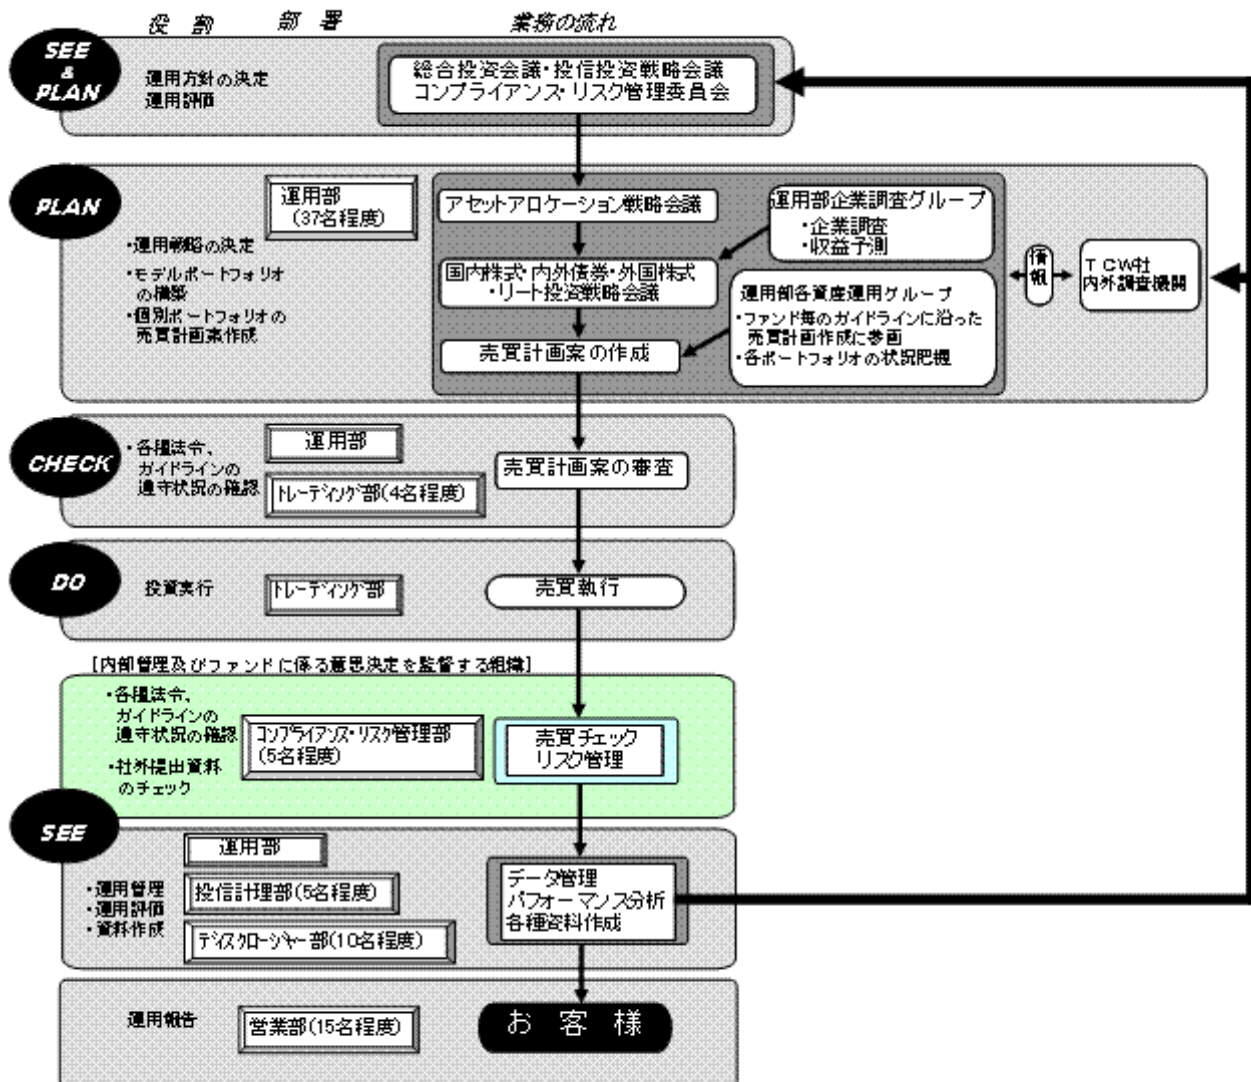 役 割
部 署
業務の流れ
SEE
&
PLAN
運用方針の決定
運用評価
総合投資会議・投信投資戦略会議
コンプライアンス・リスク管理委員会
PLAN
運用部
(37名程度)
・運用戦略の決定
・モデルポートフォリオ
の構築
・個別ポートフォリオの
売買計画案作成
アセットアロケーション戦略会議
国内株式・内外債券・外国株式
・リート投資戦略会議
売買計画案の作成
運用部企業調査グループ
・企業調査
・収益予測
運用部各資産運用グループ
・ファンド毎のガイドラインに沿った
売買計画作成に参画
・各ポートフォリオの状況把握
情報
TCW社
内外調査機関
CHECK
・各種法令、
ガイドラインの
遵守状況の確認
運用部
トレーディング部(4名程度)
売買計画案の審査
DO
投資実行
トレーディング部
売買執行
[内部管理及びファンドに係る意思決定を監督する組織]
・各種法令、
ガイドラインの
遵守状況の確認
・社外提出資料
のチェック
コンプライアンス・リスク管理部
(5名程度)
売買チェック
リスク管理
SEE
・運用管理
・運用評価
・資料作成
運用部
投信計理部(5名程度)
ディスクロージャー部(10名程度)
データ管理
パフォーマンス分析
各種資料作成
運用報告
営業部(15名程度)
お 客 様